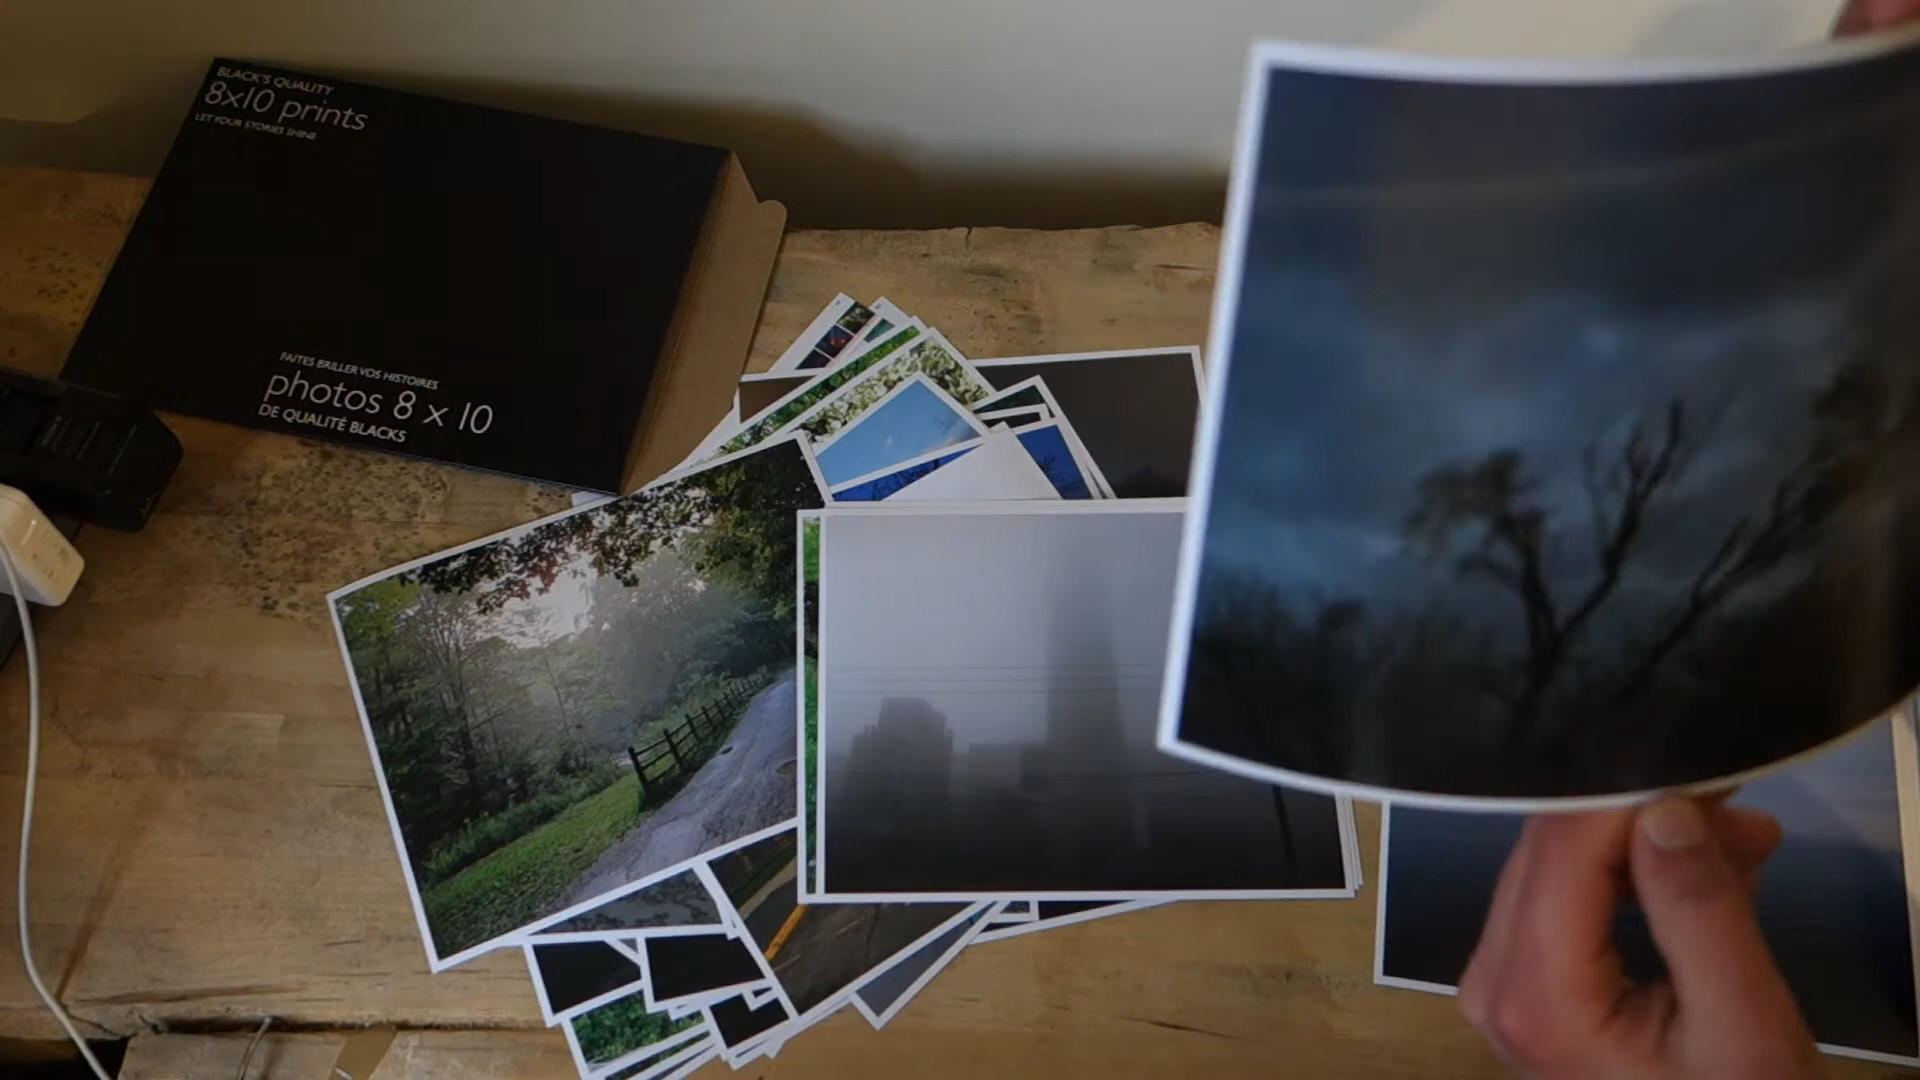 BLACK'S QUALITY
8x10 prints
LET YOUR STORIES SHINE
FAITES BRILLER VOS HISTOIRES
photos 8 x 10
DE QUALITÉ BLACKS